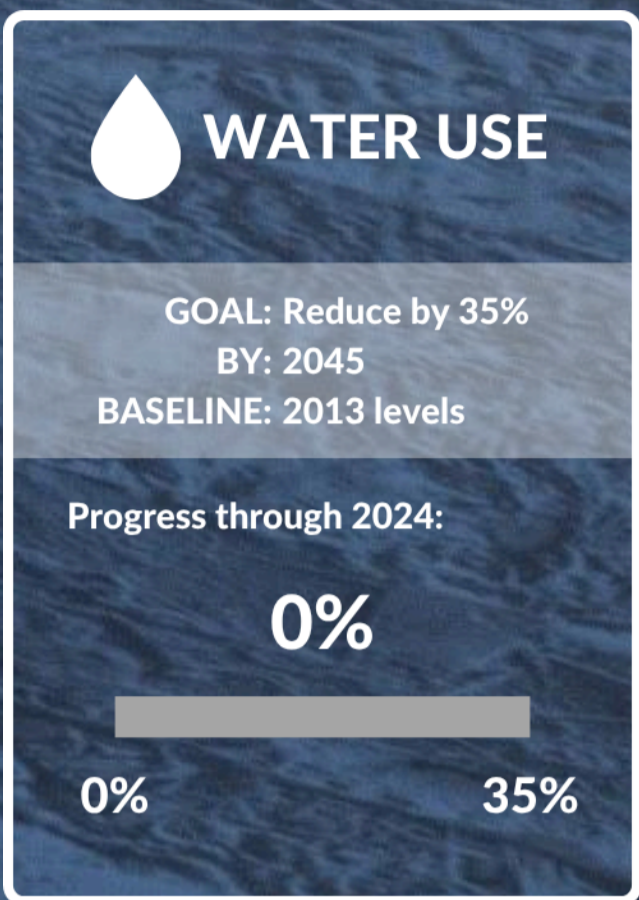 WATER USE
GOAL: Reduce by 35%
BY: 2045
BASELINE: 2013 levels
Progress through 2024:
0%
0% 35%